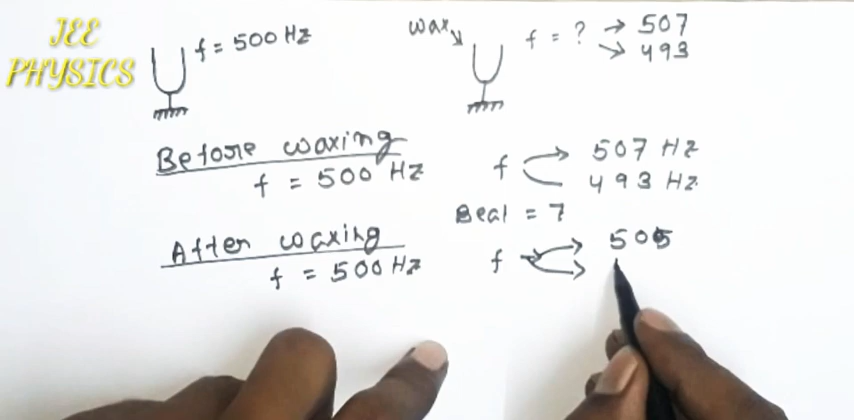 JEE
PHYSICS
f = 500 Hz
wax
f = ? → 507
→ 493
Before waxing
f = 500 Hz
f 507 Hz
493 Hz
Beat = 7
After waxing
f = 500 Hz
f 505